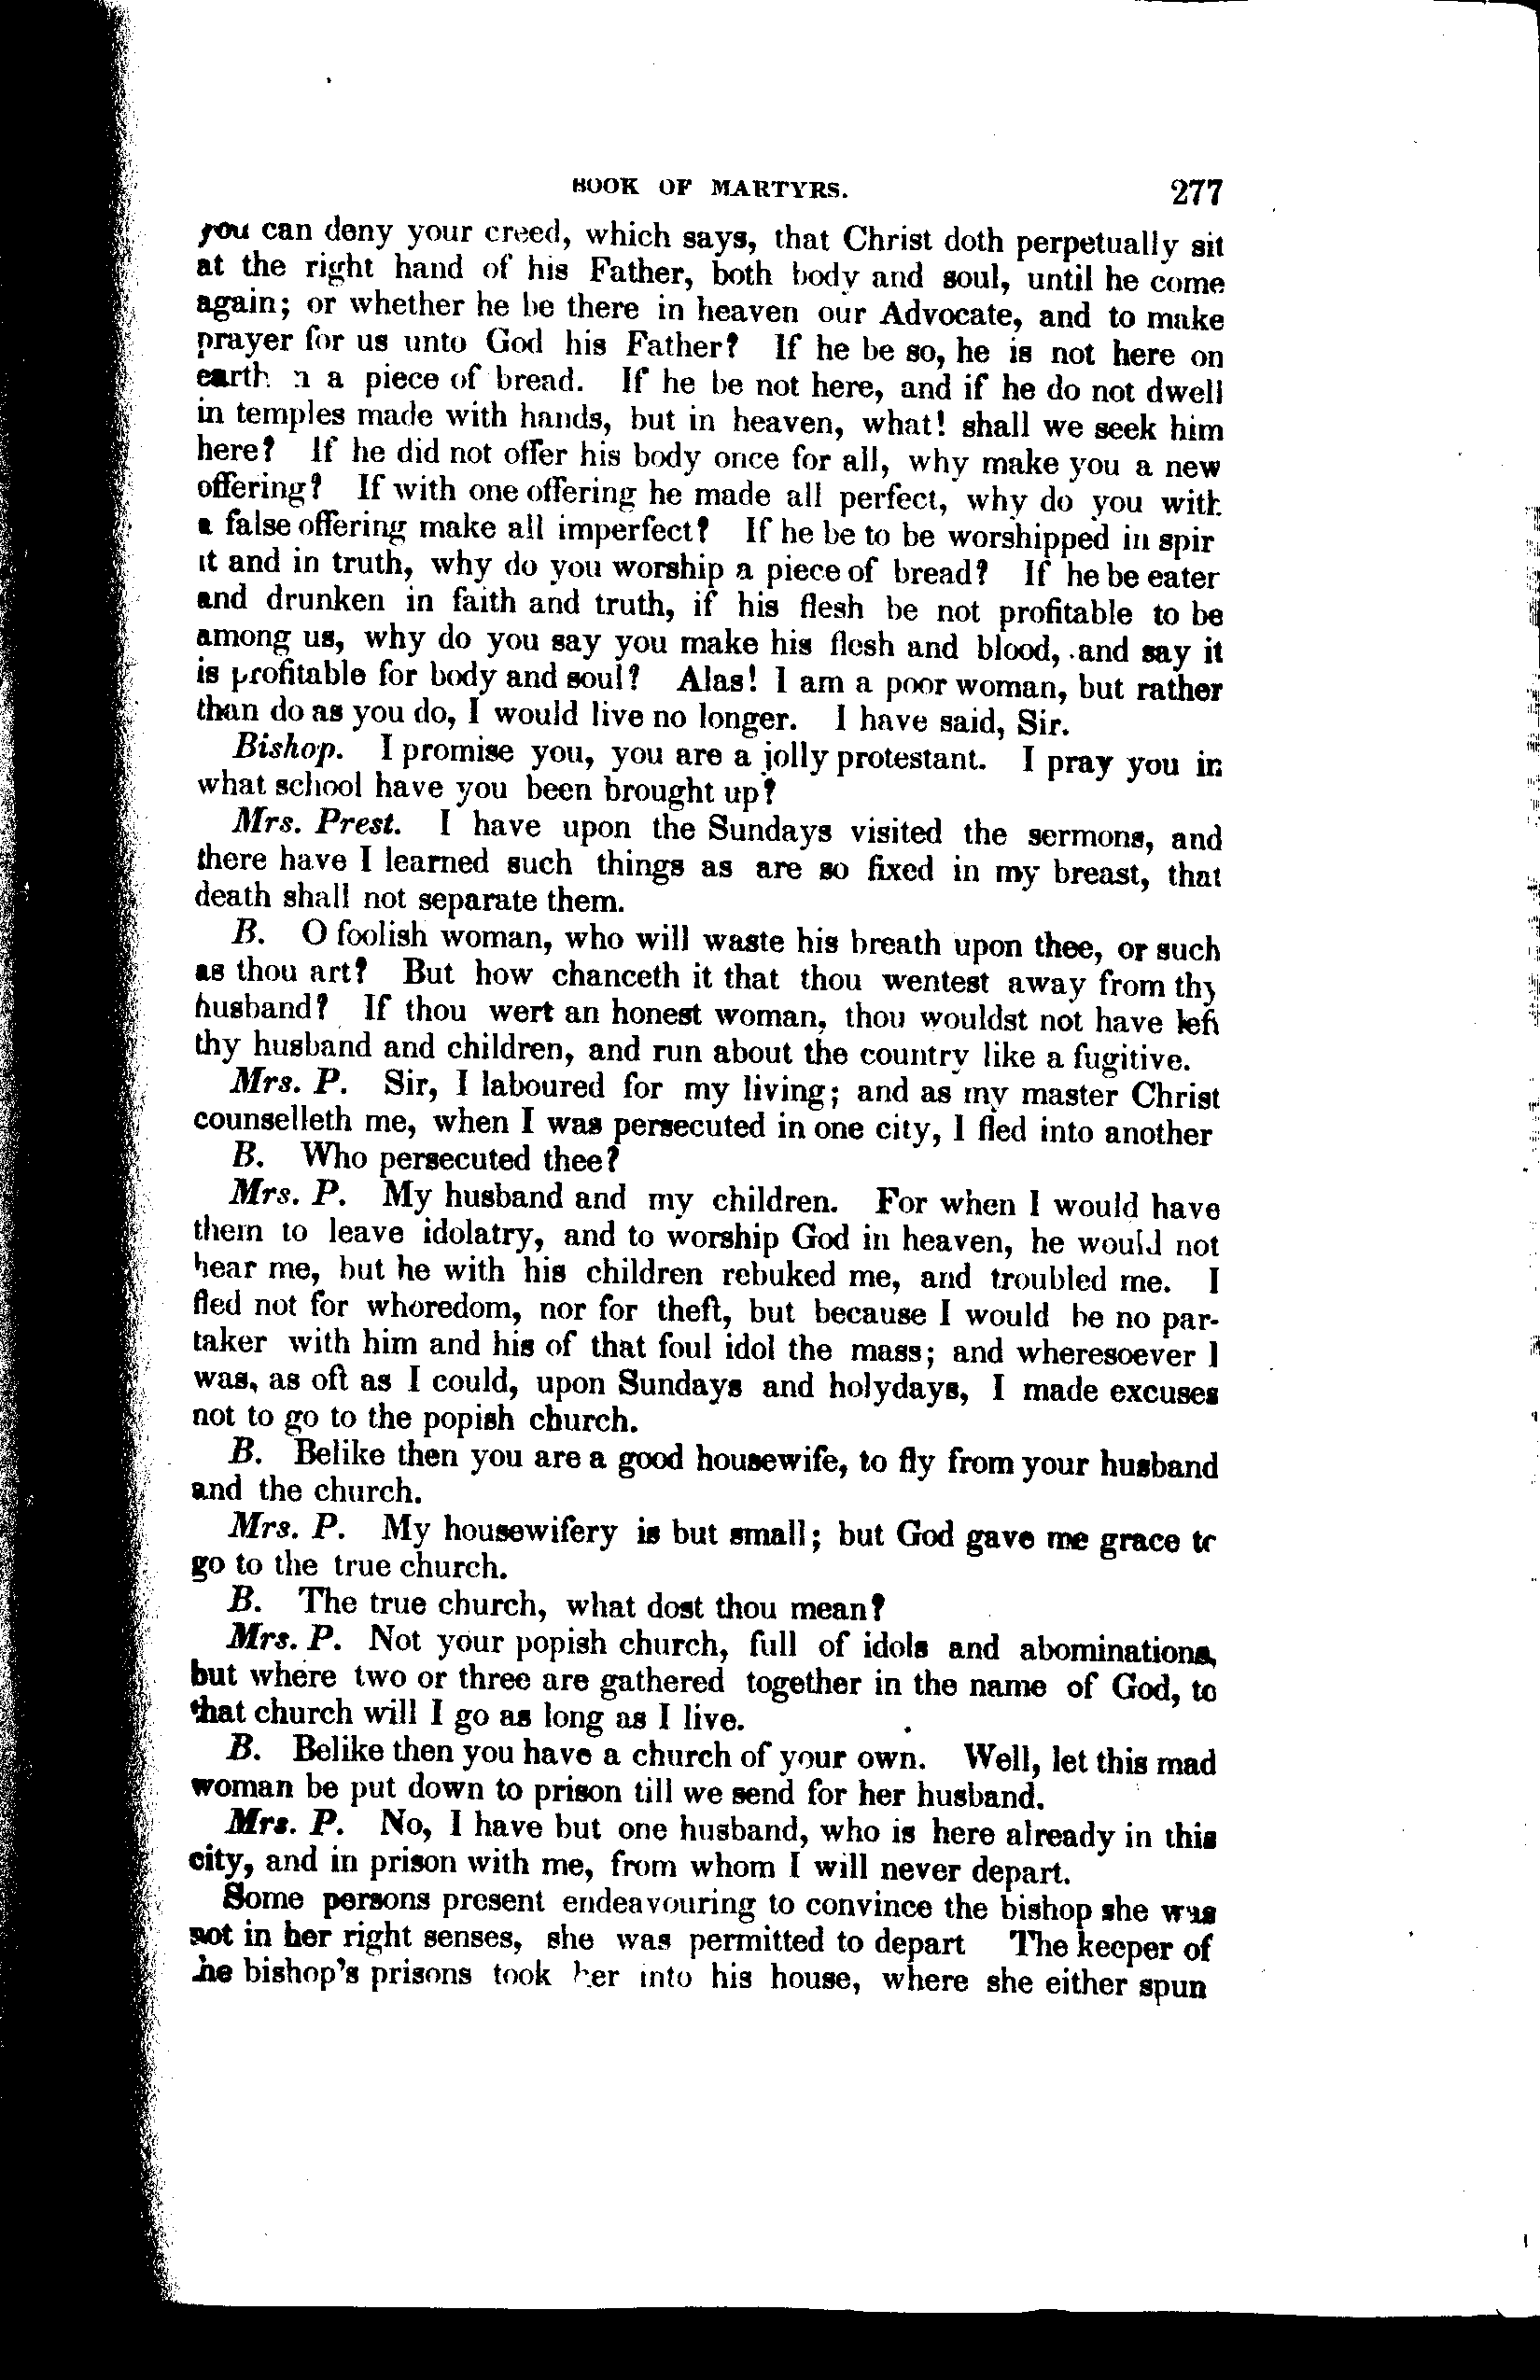 BOOK OF MARTYRS. 277
you can deny your creed, which says, that Christ doth perpetually sit
at the right hand of his Father, both body and soul, until he come
again; or whether he be there in heaven our Advocate, and to make
prayer for us unto God his Father? If he be so, he is not here on
earth n a piece of bread. If he be not here, and if he do not dwell
in temples made with hands, but in heaven, what! shall we seek him
here? If he did not offer his body once for all, why make you a new
offering? If with one offering he made all perfect, why do you with
a false offering make all imperfect? If he be to be worshipped in spir
it and in truth, why do you worship a piece of bread? If he be eaten
and drunken in faith and truth, if his flesh be not profitable to be
among us, why do you say you make his flesh and blood, and say it
is profitable for body and soul? Alas! I am a poor woman, but rather
than do as you do, I would live no longer. I have said, Sir.
Bishop. I promise you, you are a jolly protestant. I pray you in
what school have you been brought up?
Mrs. Prest. I have upon the Sundays visited the sermons, and
there have I learned such things as are so fixed in my breast, that
death shall not separate them.
B. O foolish woman, who will waste his breath upon thee, or such
as thou art? But how chanceth it that thou wentest away from thy
husband? If thou wert an honest woman, thou wouldst not have left
thy husband and children, and run about the country like a fugitive.
Mrs. P. Sir, I laboured for my living; and as my master Christ
counselleth me, when I was persecuted in one city, I fled into another
B. Who persecuted thee?
Mrs. P. My husband and my children. For when I would have
them to leave idolatry, and to worship God in heaven, he would not
hear me, but he with his children rebuked me, and troubled me. I
fled not for whoredom, nor for theft, but because I would be no par-
taker with him and his of that foul idol the mass; and wheresoever I
was, as oft as I could, upon Sundays and holydays, I made excuses
not to go to the popish church.
B. Belike then you are a good housewife, to fly from your husband
and the church.
Mrs. P. My housewifery is but small; but God gave me grace to
go to the true church.
B. The true church, what dost thou mean?
Mrs. P. Not your popish church, full of idols and abominations,
but where two or three are gathered together in the name of God, to
that church will I go as long as I live.
B. Belike then you have a church of your own. Well, let this mad
woman be put down to prison till we send for her husband.
Mrs. P. No, I have but one husband, who is here already in this
city, and in prison with me, from whom I will never depart.
Some persons present endeavouring to convince the bishop she was
not in her right senses, she was permitted to depart The keeper of
he bishop's prisons took her into his house, where she either spun